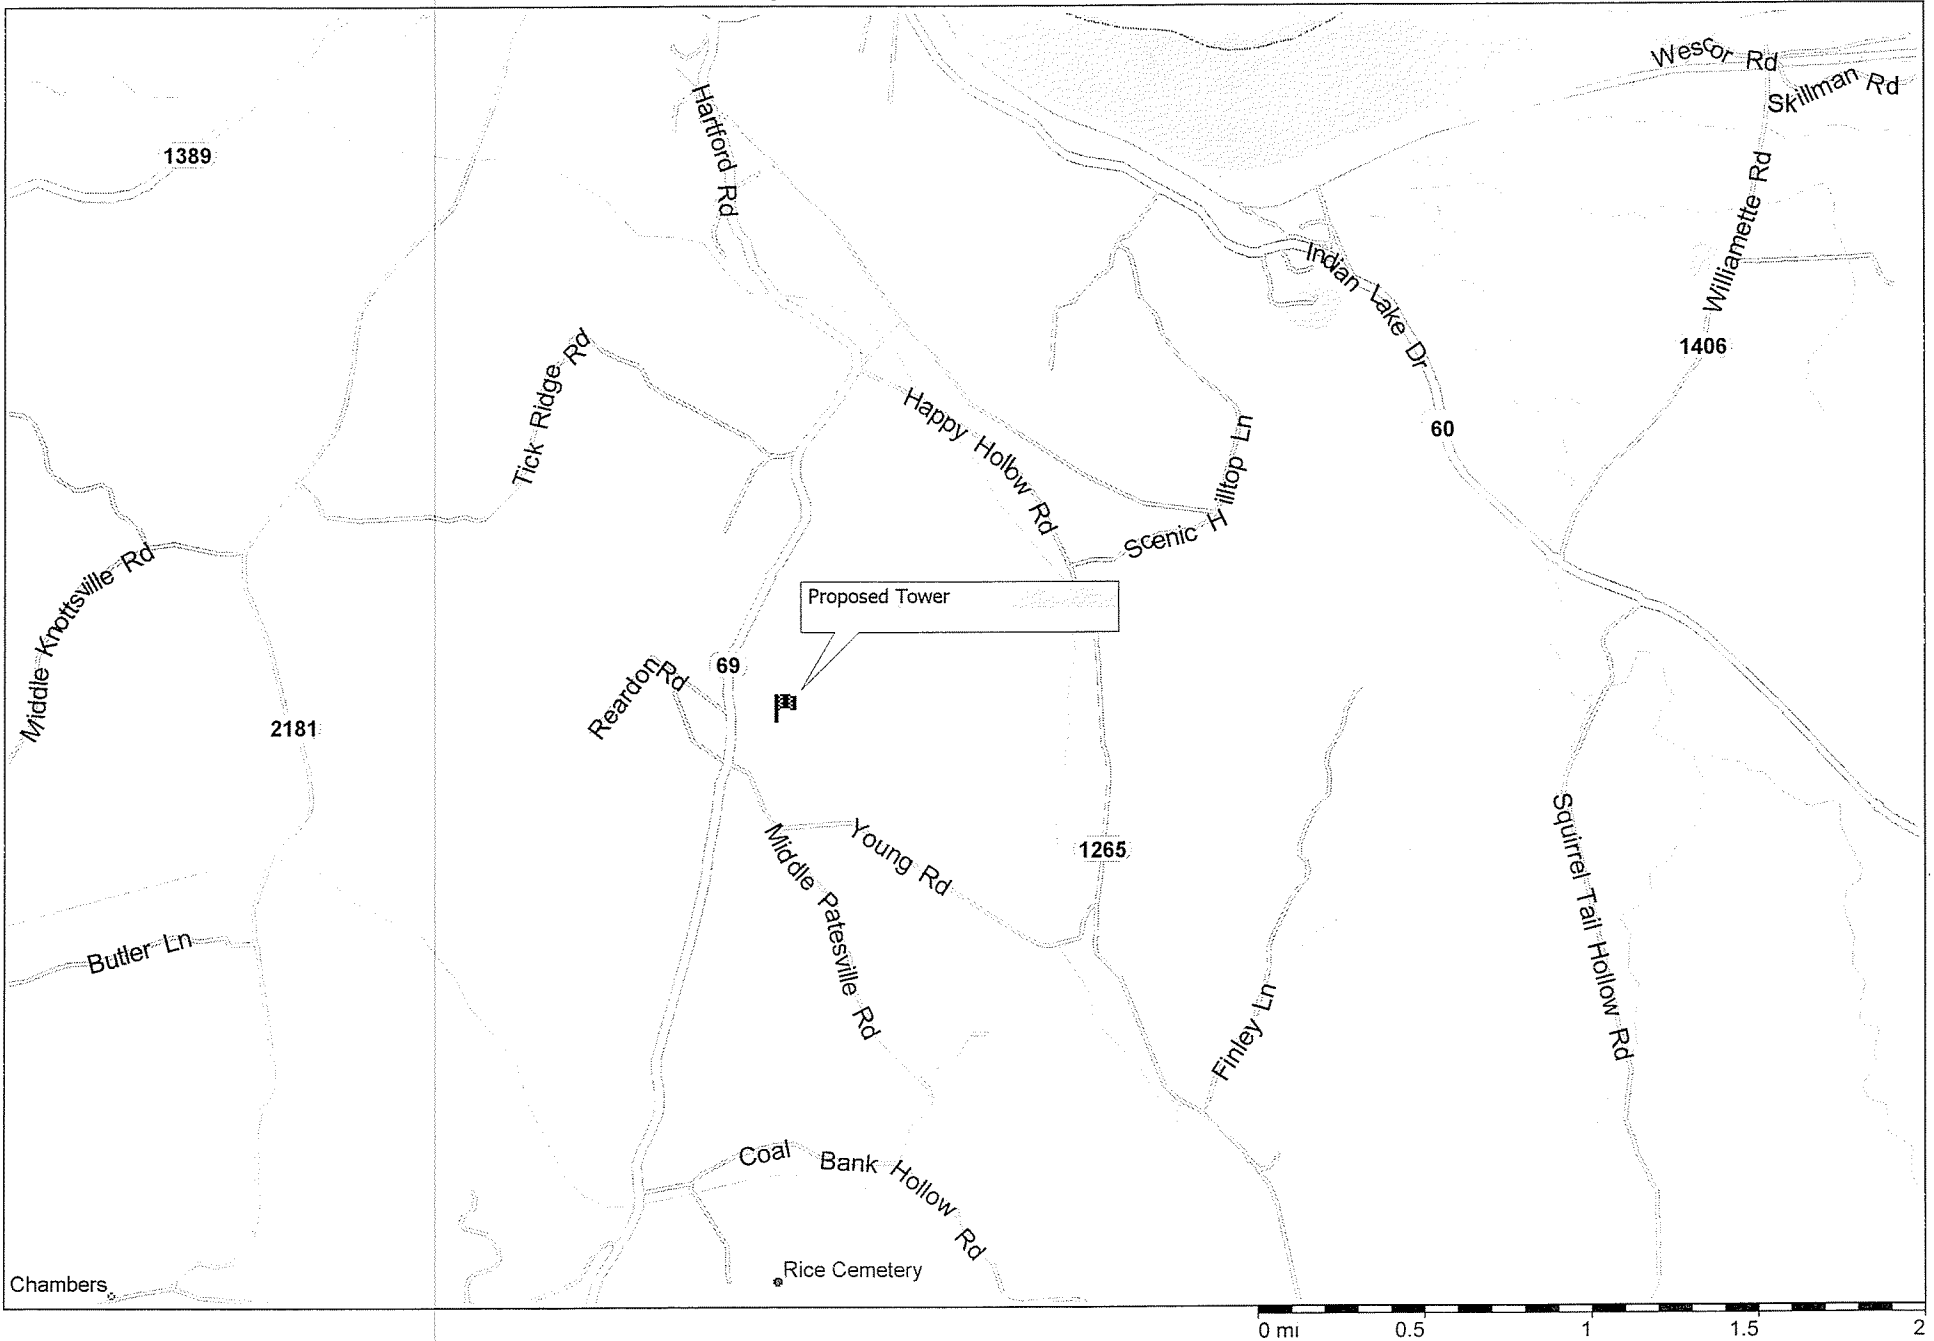 Wescor Rd
Skillman Rd
Hartford Rd
1389
Williamette Rd
Indian Lake Dr
1406
Tick Ridge Rd
Happy Hollow Rd
60
Scenic Hilltop Ln
Middle Knottsville Rd
Proposed Tower
69
Reardon Rd
2181
Squirrel Tail Hollow Rd
Young Rd
1265
Middle Patesville Rd
Butler Ln
Finley Ln
Coal Bank Hollow Rd
Rice Cemetery
Chambers
0 mi 0.5 1 1.5 2